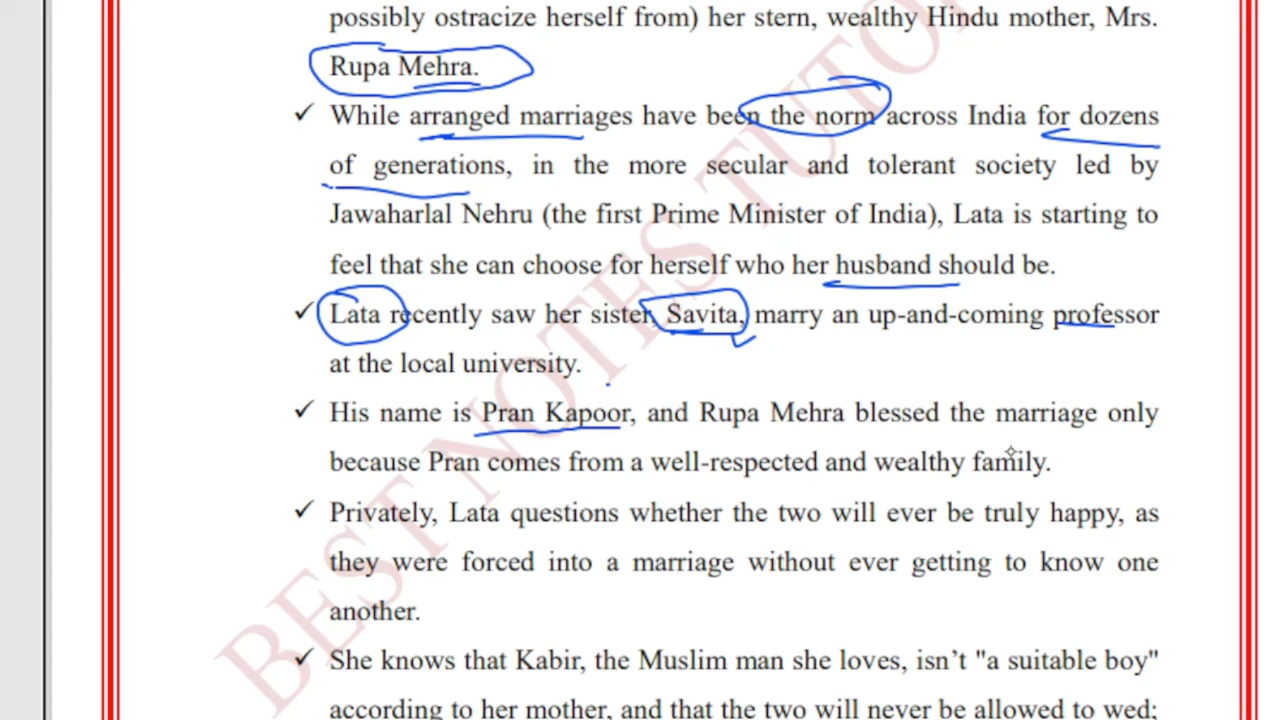 possibly ostracize herself from) her stern, wealthy Hindu mother, Mrs.
Rupa Mehra.
✓ While arranged marriages have been the norm across India for dozens
of generations, in the more secular and tolerant society led by
Jawaharlal Nehru (the first Prime Minister of India), Lata is starting to
feel that she can choose for herself who her husband should be.
✓ Lata recently saw her sister, Savita, marry an up-and-coming professor
at the local university.
✓ His name is Pran Kapoor, and Rupa Mehra blessed the marriage only
because Pran comes from a well-respected and wealthy family.
✓ Privately, Lata questions whether the two will ever be truly happy, as
they were forced into a marriage without ever getting to know one
another.
✓ She knows that Kabir, the Muslim man she loves, isn’t "a suitable boy"
according to her mother, and that the two will never be allowed to wed;
BEST NOTES TUTO